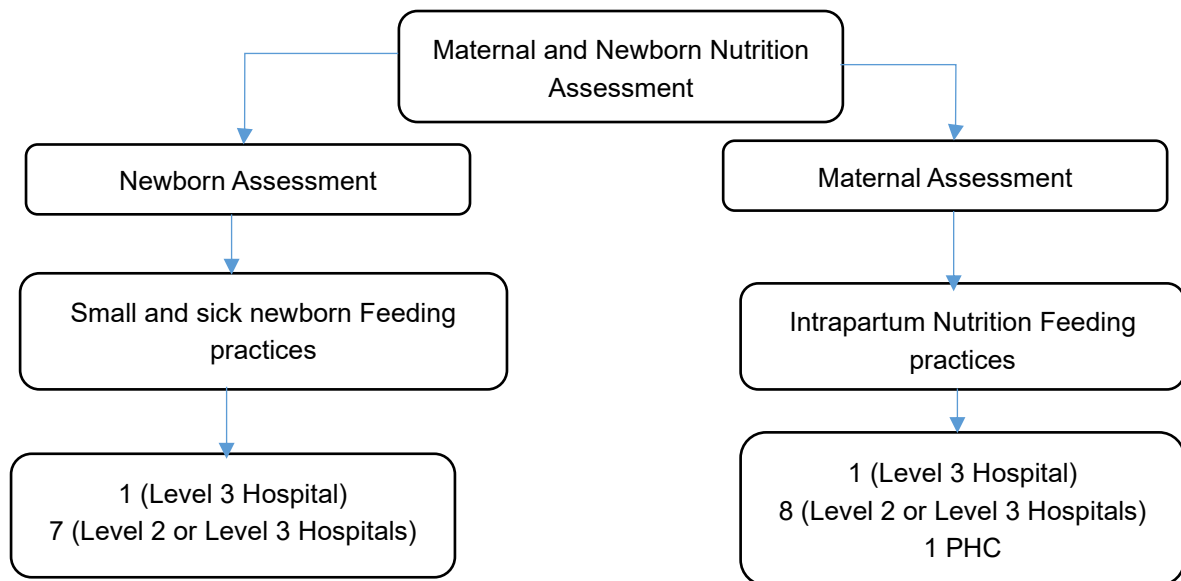 Maternal and Newborn Nutrition
Assessment
Newborn Assessment
Maternal Assessment
Small and sick newborn Feeding
practices
Intrapartum Nutrition Feeding
practices
1 (Level 3 Hospital)
7 (Level 2 or Level 3 Hospitals)
1 (Level 3 Hospital)
8 (Level 2 or Level 3 Hospitals)
1 PHC